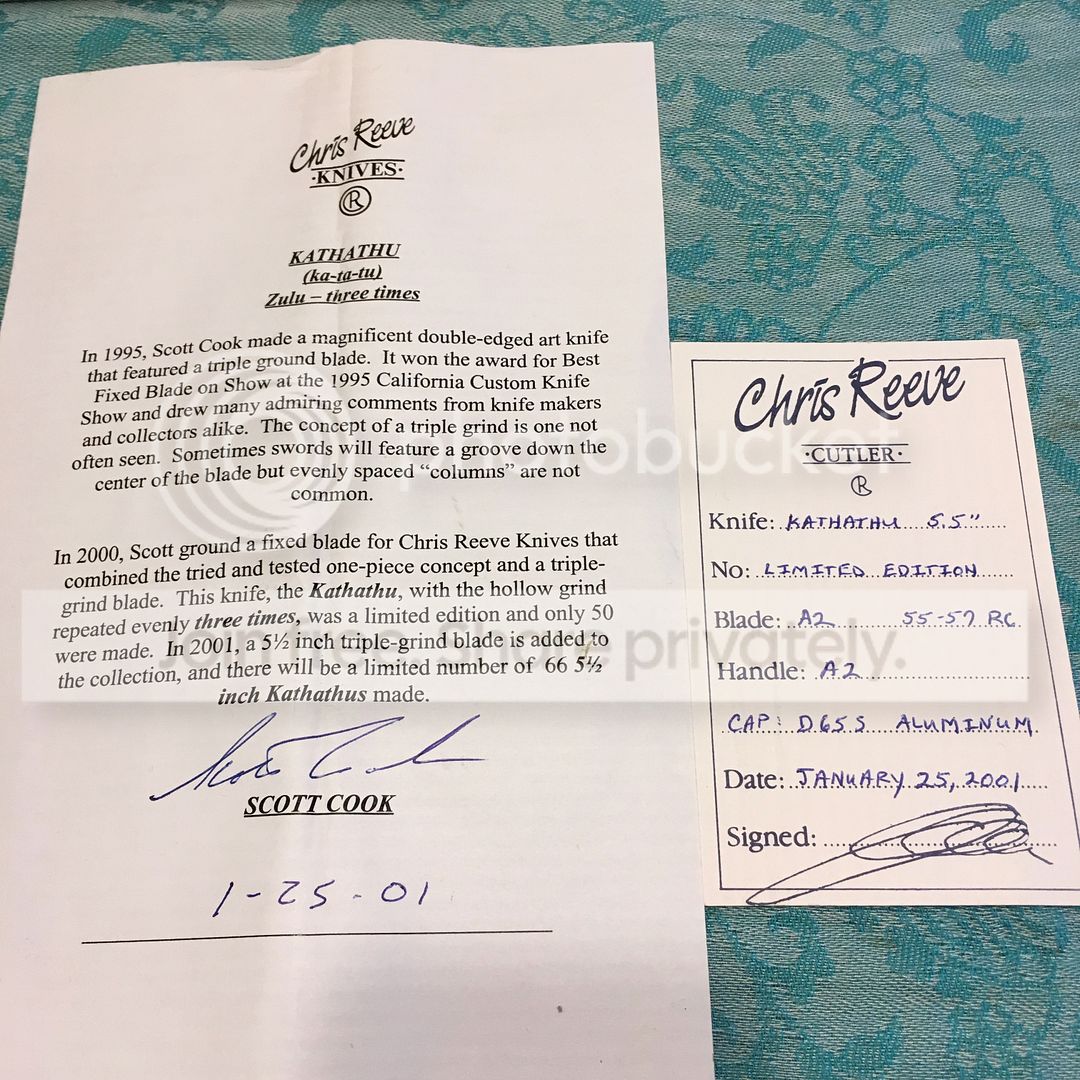 Chris Reeve
·KNIVES·
R
KATHATHU
(ka-ta-tu)
Zulu – three times
In 1995, Scott Cook made a magnificent double-edged art knife
that featured a triple ground blade. It won the award for Best
Fixed Blade on Show at the 1995 California Custom Knife
Show and drew many admiring comments from knife makers
and collectors alike. The concept of a triple grind is one not
often seen. Sometimes swords will feature a groove down the
center of the blade but evenly spaced “columns” are not
common.
In 2000, Scott ground a fixed blade for Chris Reeve Knives that
combined the tried and tested one-piece concept and a triple-
grind blade. This knife, the Kathathu, with the hollow grind
repeated evenly three times, was a limited edition and only 50
were made. In 2001, a 5½ inch triple-grind blade is added to
the collection, and there will be a limited number of 66 5½
inch Kathathus made.
Scott Cook
SCOTT COOK
1-25-01
Chris Reeve
·CUTLER·
R
Knife: KATHATHU 5.5"
No: LIMITED EDITION
Blade: A2 55-57 RC
Handle: A2
CAP: D65S ALUMINUM
Date: JANUARY 25, 2001
Signed:
photobucket
Join free. Share privately.